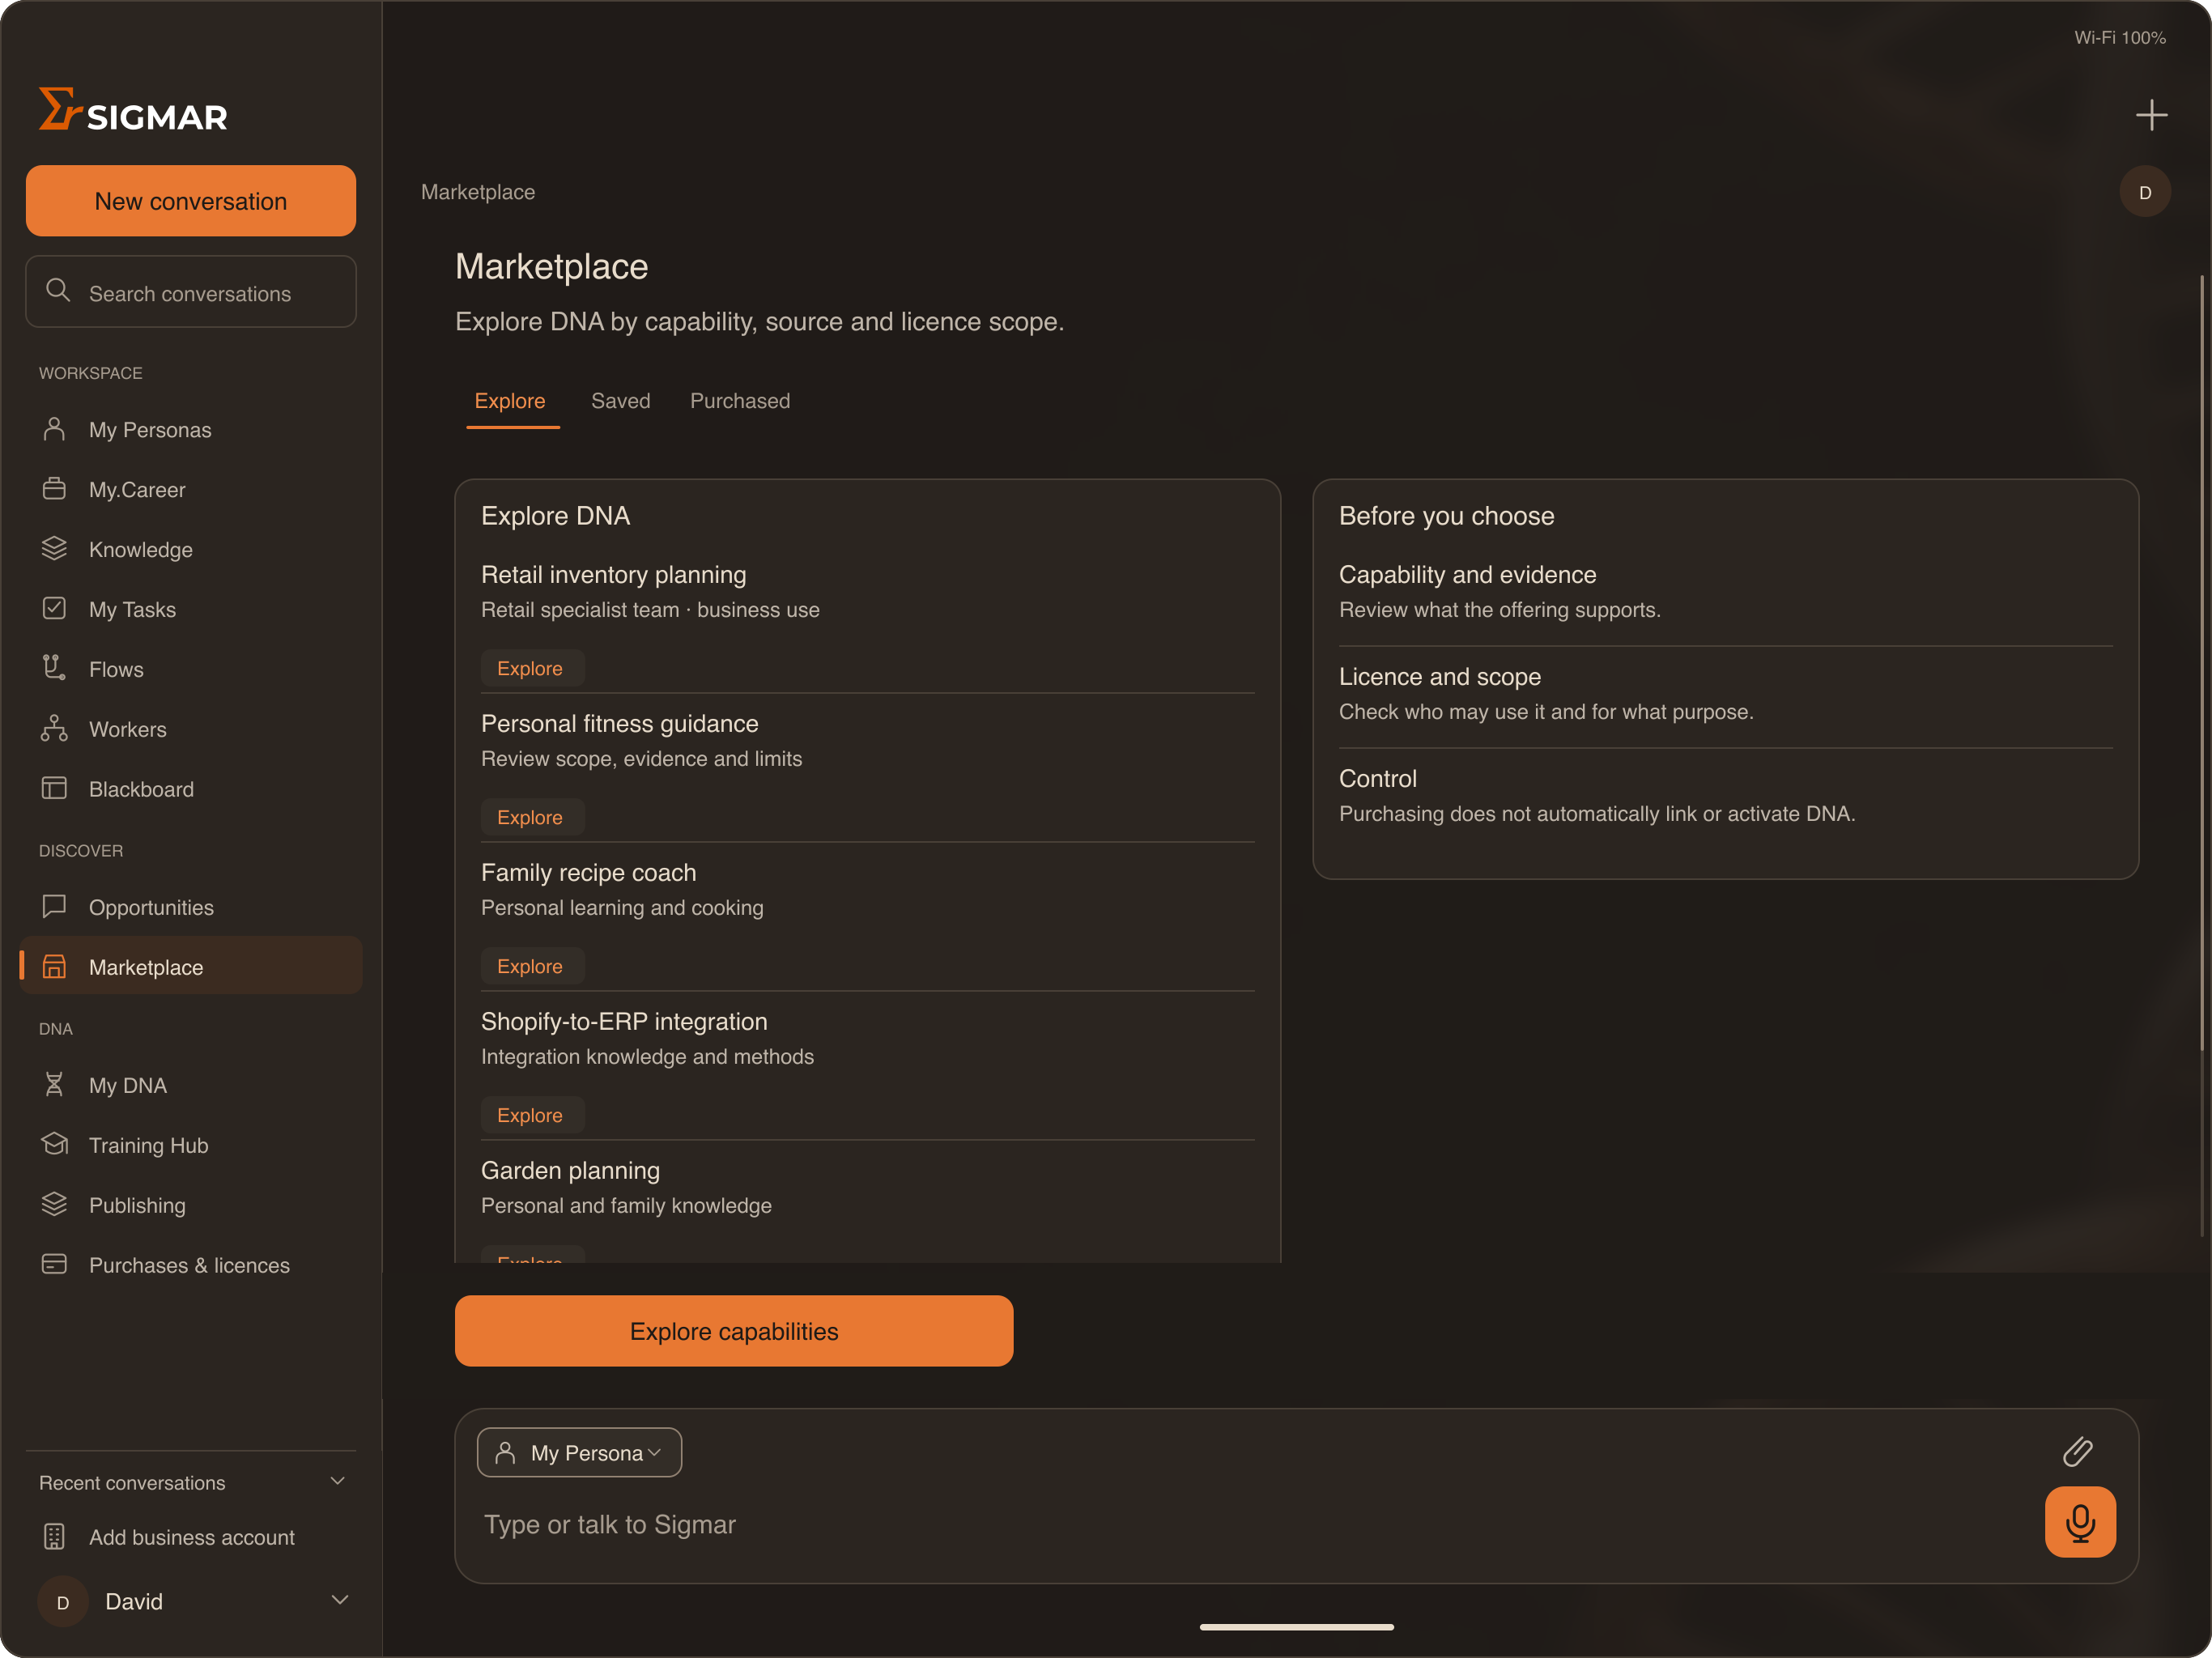 Wi-Fi 100%
Σr SIGMAR
New conversation
Search conversations
WORKSPACE
My Personas
My.Career
Knowledge
My Tasks
Flows
Workers
Blackboard
DISCOVER
Opportunities
Marketplace
DNA
My DNA
Training Hub
Publishing
Purchases & licences
Recent conversations
Add business account
D
David
Marketplace
D
Marketplace
Explore DNA by capability, source and licence scope.
Explore
Saved
Purchased
Explore DNA
Retail inventory planning
Retail specialist team · business use
Explore
Personal fitness guidance
Review scope, evidence and limits
Explore
Family recipe coach
Personal learning and cooking
Explore
Shopify-to-ERP integration
Integration knowledge and methods
Explore
Garden planning
Personal and family knowledge
Explore
Before you choose
Capability and evidence
Review what the offering supports.
Licence and scope
Check who may use it and for what purpose.
Control
Purchasing does not automatically link or activate DNA.
Explore capabilities
My Persona
Type or talk to Sigmar